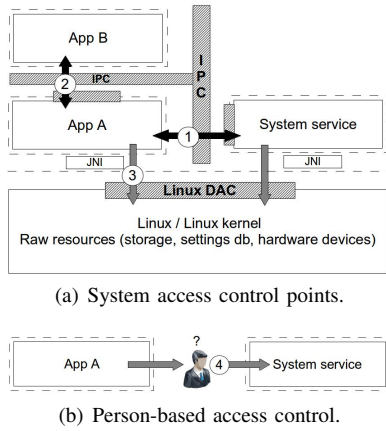 App B
IPC
2
I
P
C
App A
1
System service
JNI
3
JNI
Linux DAC
Linux / Linux kernel
Raw resources (storage, settings db, hardware devices)
(a) System access control points.
?
App A
4
System service
(b) Person-based access control.